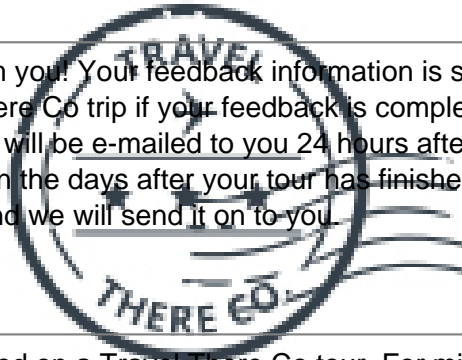 TRAVEL
you! Your feedback information is s
ere Co trip if your feedback is comple
will be e-mailed to you 24 hours afte
n the days after your tour has finishe
nd we will send it on to you.
THERE CO.
nd on a Travel There Co tour. For mi